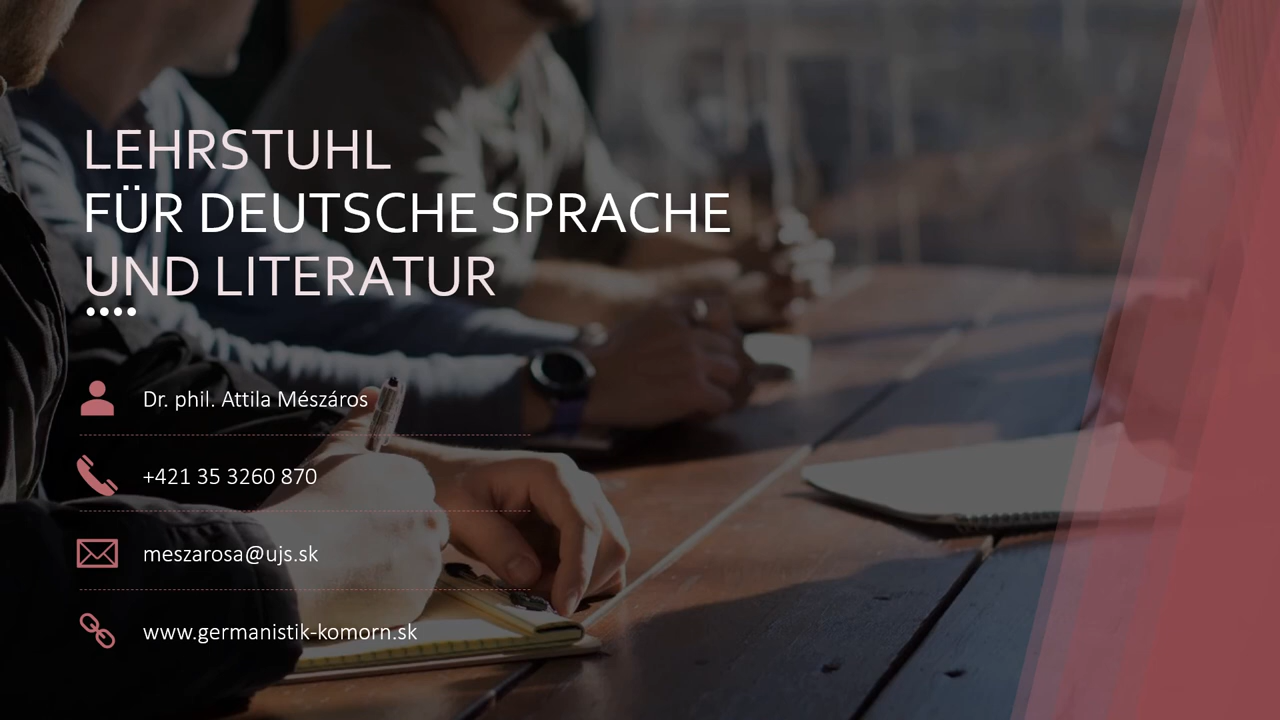 LEHRSTUHL
FÜR DEUTSCHE SPRACHE
UND LITERATUR
Dr. phil. Attila Mészáros
+421 35 3260 870
meszarosa@ujs.sk
www.germanistik-komorn.sk